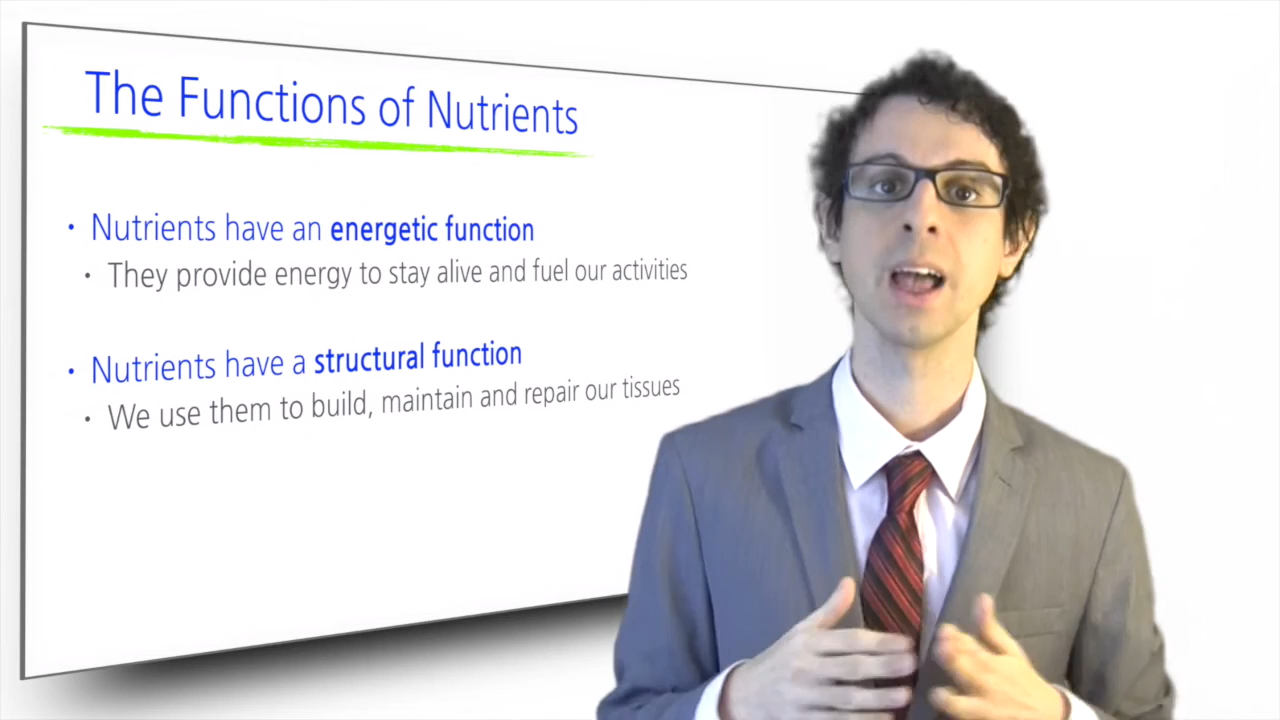 The Functions of Nutrients
• Nutrients have an energetic function
• They provide energy to stay alive and fuel our activities
• Nutrients have a structural function
• We use them to build, maintain and repair our tissues